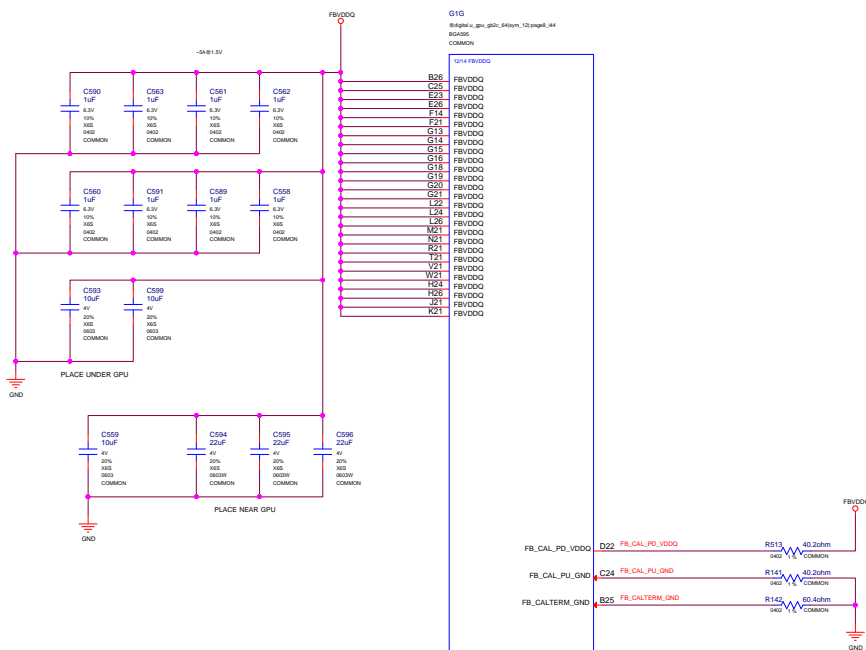 FBVDDQ
G1G
@digital.u_gpu_gb2c_64(sym_12):page8_i44
BGA595
COMMON
~5A@1.5V
12/14 FBVDDQ
B26 FBVDDQ
C25 FBVDDQ
E23 FBVDDQ
E26 FBVDDQ
F14 FBVDDQ
F21 FBVDDQ
G13 FBVDDQ
G14 FBVDDQ
G15 FBVDDQ
G16 FBVDDQ
G18 FBVDDQ
G19 FBVDDQ
G20 FBVDDQ
G21 FBVDDQ
L22 FBVDDQ
L24 FBVDDQ
L26 FBVDDQ
M21 FBVDDQ
N21 FBVDDQ
R21 FBVDDQ
T21 FBVDDQ
V21 FBVDDQ
W21 FBVDDQ
H24 FBVDDQ
H26 FBVDDQ
J21 FBVDDQ
K21 FBVDDQ
C590 C563 C561 C562
1uF 1uF 1uF 1uF
6.3V 6.3V 6.3V 6.3V
10% 10% 10% 10%
X6S X6S X6S X6S
0402 0402 0402 0402
COMMON COMMON COMMON COMMON
C560 C591 C589 C558
1uF 1uF 1uF 1uF
6.3V 6.3V 6.3V 6.3V
10% 10% 10% 10%
X6S X6S X6S X6S
0402 0402 0402 0402
COMMON COMMON COMMON COMMON
C593 C599
10uF 10uF
4V 4V
20% 20%
X6S X6S
0603 0603
COMMON COMMON
PLACE UNDER GPU
GND
C559 C594 C595 C596
10uF 22uF 22uF 22uF
4V 4V 4V 4V
20% 20% 20% 20%
X6S X6S X6S X6S
0603 0603W 0603W 0603W
COMMON COMMON COMMON COMMON
PLACE NEAR GPU
GND
FBVDDQ
FB_CAL_PD_VDDQ D22 FB_CAL_PD_VDDQ R513 40.2ohm
0402 1 % COMMON
FB_CAL_PU_GND C24 FB_CAL_PU_GND R141 40.2ohm
0402 1 % COMMON
FB_CALTERM_GND B25 FB_CALTERM_GND R142 60.4ohm
0402 1 % COMMON
GND